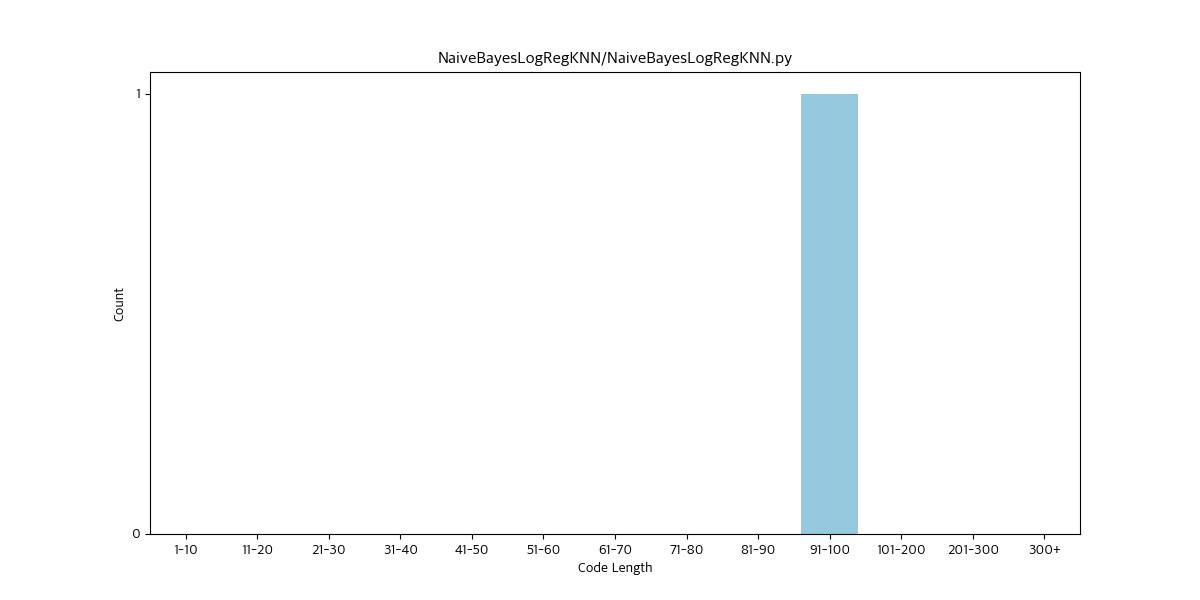 NaiveBayesLogRegKNN/NaiveBayesLogRegKNN.py
1
Count
0
1-10 11-20 21-30 31-40 41-50 51-60 61-70 71-80 81-90 91-100 101-200 201-300 300+
Code Length